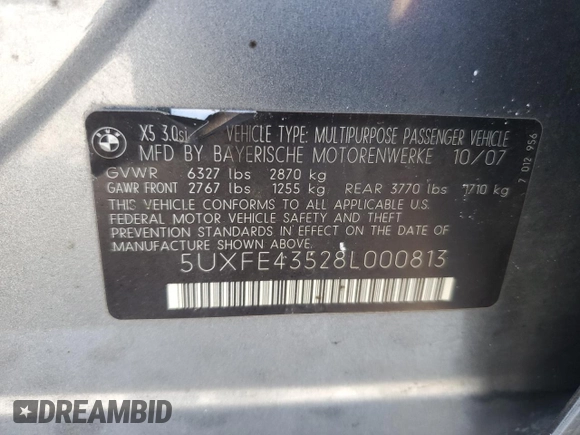 BMW
X5 3.0si VEHICLE TYPE: MULTIPURPOSE PASSENGER VEHICLE
MFD BY BAYERISCHE MOTORENWERKE 10/07
GVWR 6327 lbs 2870 kg
GAWR FRONT 2767 lbs 1255 kg REAR 3770 lbs 1710 kg
THIS VEHICLE CONFORMS TO ALL APPLICABLE U.S.
FEDERAL MOTOR VEHICLE SAFETY AND THEFT
PREVENTION STANDARDS IN EFFECT ON THE DATE OF
MANUFACTURE SHOWN ABOVE.
5UXFE43528L000813
7 012 956
DREAMBID